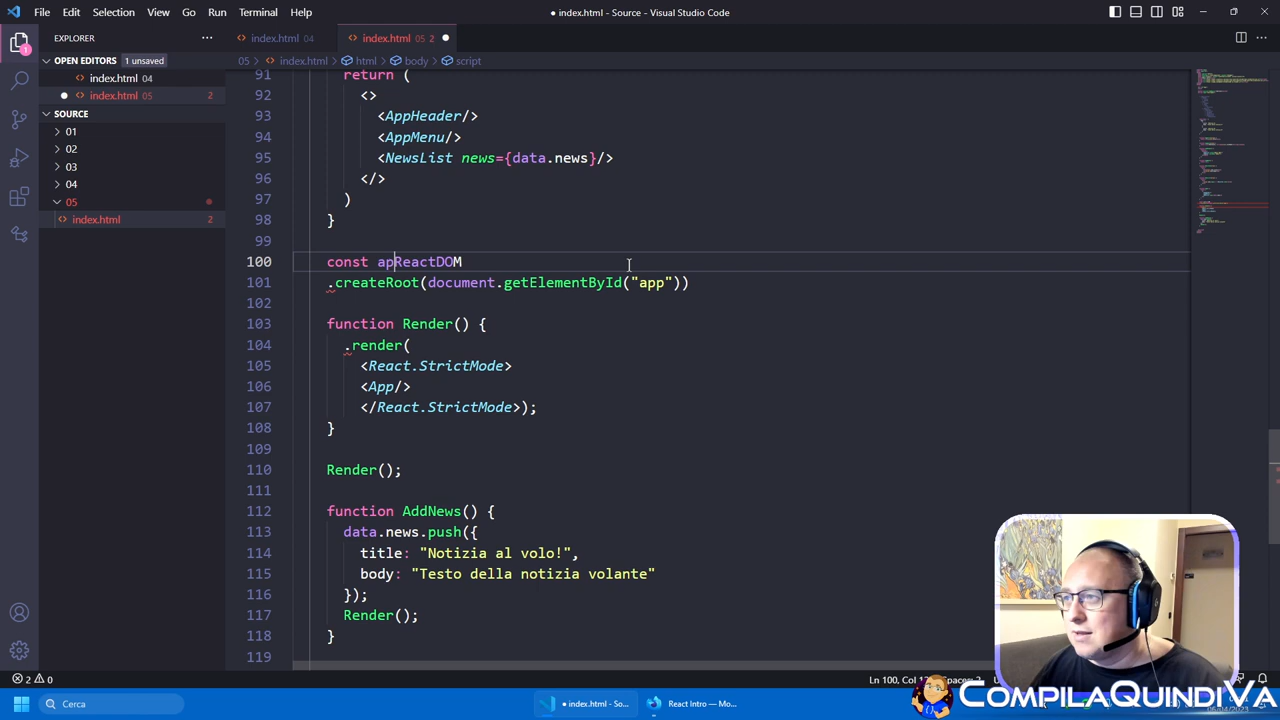 File Edit Selection View Go Run Terminal Help
● index.html - Source - Visual Studio Code
EXPLORER
OPEN EDITORS 1 unsaved
index.html 04
index.html 05 2
SOURCE
01
02
03
04
05
index.html 2
1
index.html 04
index.html 05 2
05 > index.html > html > body > script
91 return (
92 <>
93 <AppHeader/>
94 <AppMenu/>
95 <NewsList news={data.news}/>
96 </>
97 )
98 }
99
100 const apReactDOM
101 .createRoot(document.getElementById("app"))
102
103 function Render() {
104 .render(
105 <React.StrictMode>
106 <App/>
107 </React.StrictMode>);
108 }
109
110 Render();
111
112 function AddNews() {
113 data.news.push({
114 title: "Notizia al volo!",
115 body: "Testo della notizia volante"
116 });
117 Render();
118 }
119
2 0
Ln 100, Col
Cerca
● index.html - So...
React Intro — Mo...
COMPILAQUINDIVA